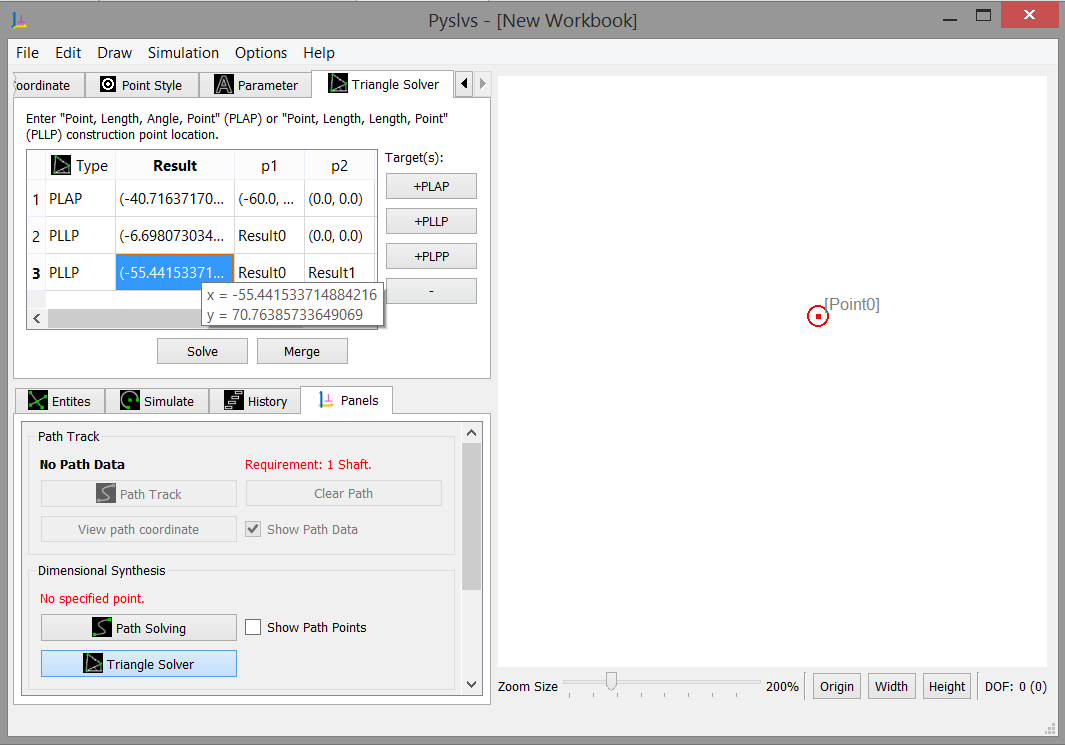 Pyslvs - [New Workbook]
File Edit Draw Simulation Options Help
oordinate Point Style Parameter Triangle Solver
Enter "Point, Length, Angle, Point" (PLAP) or "Point, Length, Length, Point"
(PLLP) construction point location.
Target(s):
Type Result p1 p2
1 PLAP (-40.71637170... (-60.0, ... (0.0, 0.0)
2 PLLP (-6.698073034... Result0 (0.0, 0.0)
3 PLLP (-55.44153371... Result0 Result1
x = -55.441533714884216
y = 70.76385733649069
+PLAP
+PLLP
+PLPP
-
Solve Merge
Entites Simulate History Panels
Path Track
No Path Data Requirement: 1 Shaft.
Path Track Clear Path
View path coordinate Show Path Data
Dimensional Synthesis
No specified point.
Path Solving Show Path Points
Triangle Solver
[Point0]
Zoom Size 200% Origin Width Height DOF: 0 (0)